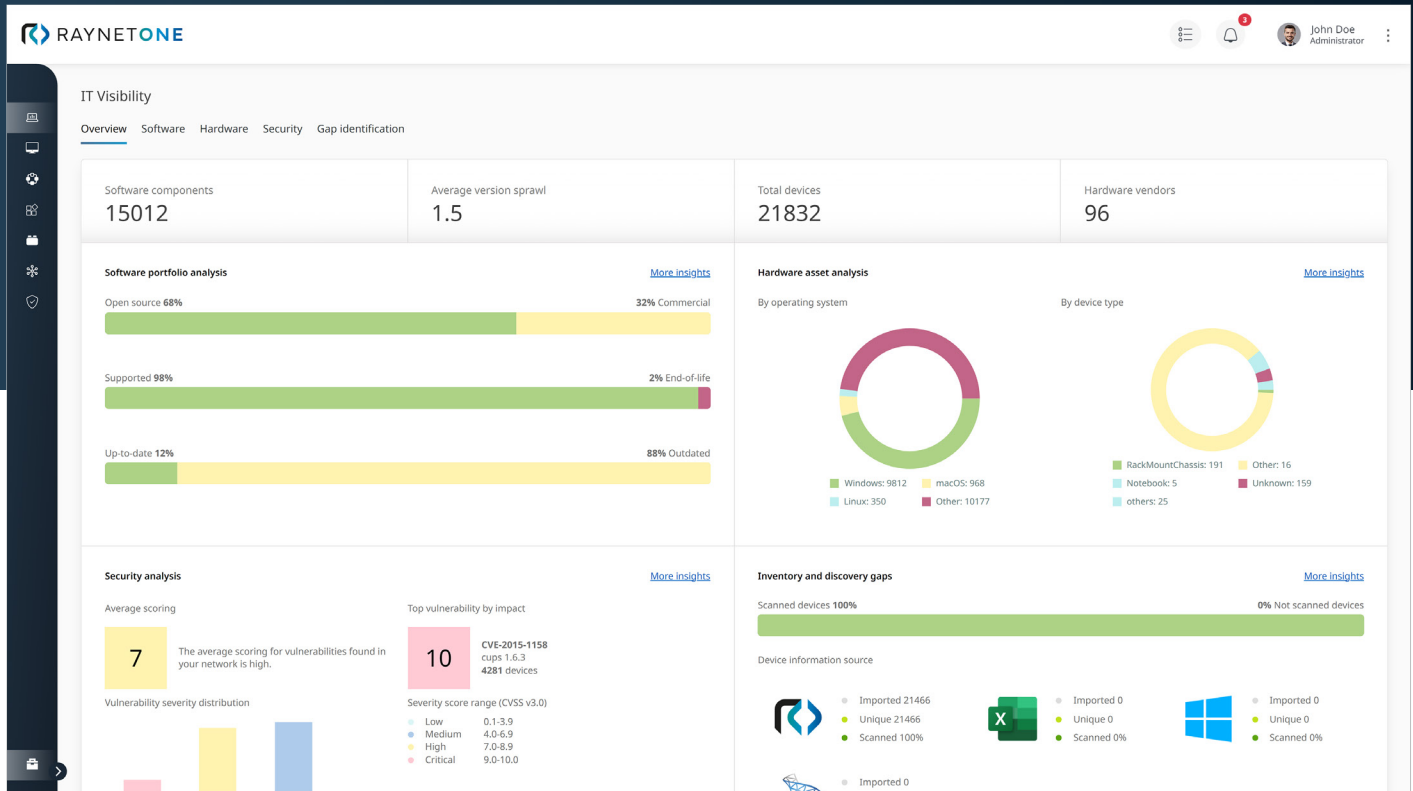 RAYNETONE
3
John Doe
Administrator
IT Visibility
Overview Software Hardware Security Gap identification
Software components
15012
Average version sprawl
1.5
Total devices
21832
Hardware vendors
96
Software portfolio analysis
More insights
Open source 68%
32% Commercial
Supported 98%
2% End-of-life
Up-to-date 12%
88% Outdated
Hardware asset analysis
More insights
By operating system
Windows: 9812
macOS: 968
Linux: 350
Other: 10177
By device type
RackMountChassis: 191
Other: 16
Notebook: 5
Unknown: 159
others: 25
Security analysis
More insights
Average scoring
7
The average scoring for vulnerabilities found in
your network is high.
Top vulnerability by impact
10
CVE-2015-1158
cups 1.6.3
4281 devices
Vulnerability severity distribution
Severity score range (CVSS v3.0)
Low 0.1-3.9
Medium 4.0-6.9
High 7.0-8.9
Critical 9.0-10.0
Inventory and discovery gaps
More insights
Scanned devices 100%
0% Not scanned devices
Device information source
Imported 21466
Unique 21466
Scanned 100%
X
Imported 0
Unique 0
Scanned 0%
Imported 0
Unique 0
Scanned 0%
Imported 0